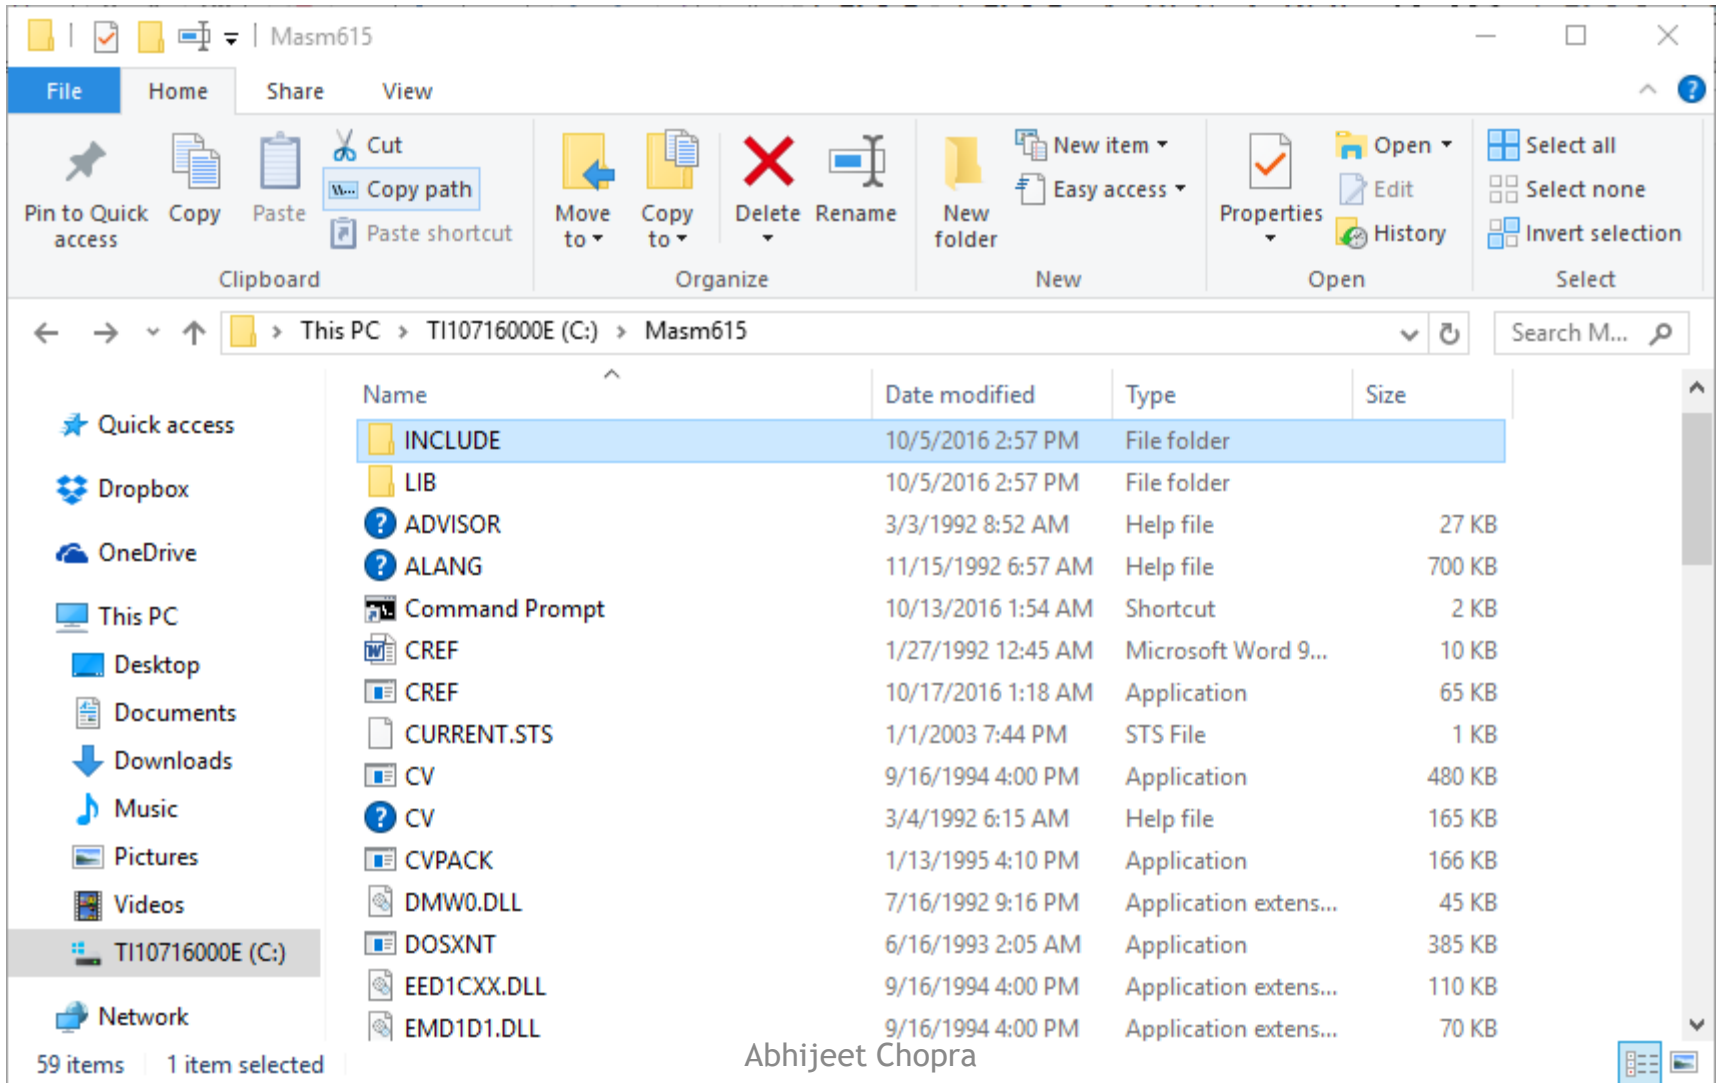 Masm615
File Home Share View
Pin to Quick access
Copy
Paste
Cut
Copy path
Paste shortcut
Clipboard
Move to
Copy to
Delete
Rename
Organize
New folder
New item
Easy access
New
Properties
Open
Edit
History
Open
Select all
Select none
Invert selection
Select
This PC > TI10716000E (C:) > Masm615
Search M...
Quick access
Dropbox
OneDrive
This PC
Desktop
Documents
Downloads
Music
Pictures
Videos
TI10716000E (C:)
Network
Name Date modified Type Size
INCLUDE 10/5/2016 2:57 PM File folder
LIB 10/5/2016 2:57 PM File folder
ADVISOR 3/3/1992 8:52 AM Help file 27 KB
ALANG 11/15/1992 6:57 AM Help file 700 KB
Command Prompt 10/13/2016 1:54 AM Shortcut 2 KB
CREF 1/27/1992 12:45 AM Microsoft Word 9... 10 KB
CREF 10/17/2016 1:18 AM Application 65 KB
CURRENT.STS 1/1/2003 7:44 PM STS File 1 KB
CV 9/16/1994 4:00 PM Application 480 KB
CV 3/4/1992 6:15 AM Help file 165 KB
CVPACK 1/13/1995 4:10 PM Application 166 KB
DMW0.DLL 7/16/1992 9:16 PM Application extens... 45 KB
DOSXNT 6/16/1993 2:05 AM Application 385 KB
EED1CXX.DLL 9/16/1994 4:00 PM Application extens... 110 KB
EMD1D1.DLL 9/16/1994 4:00 PM Application extens... 70 KB
59 items 1 item selected
Abhijeet Chopra